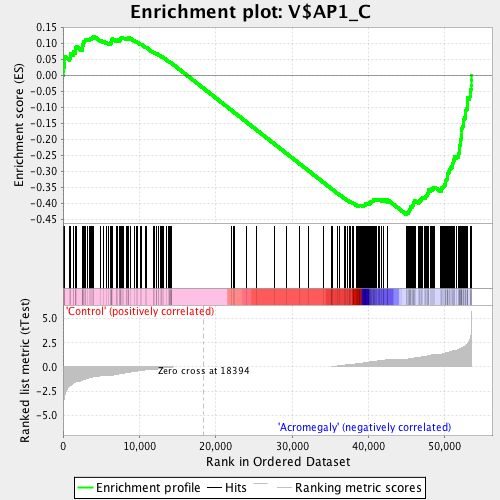 Enrichment plot: V$AP1_C
Enrichment score (ES)
0.15
0.10
0.05
0.00
-0.05
-0.10
-0.15
-0.20
-0.25
-0.30
-0.35
-0.40
-0.45
'Control' (positively correlated)
Ranked list metric (tTest)
5.0
2.5
0.0
-2.5
-5.0
Zero cross at 18394
'Acromegaly' (negatively correlated)
0 10,000 20,000 30,000 40,000 50,000
Rank in Ordered Dataset
Enrichment profile Hits Ranking metric scores